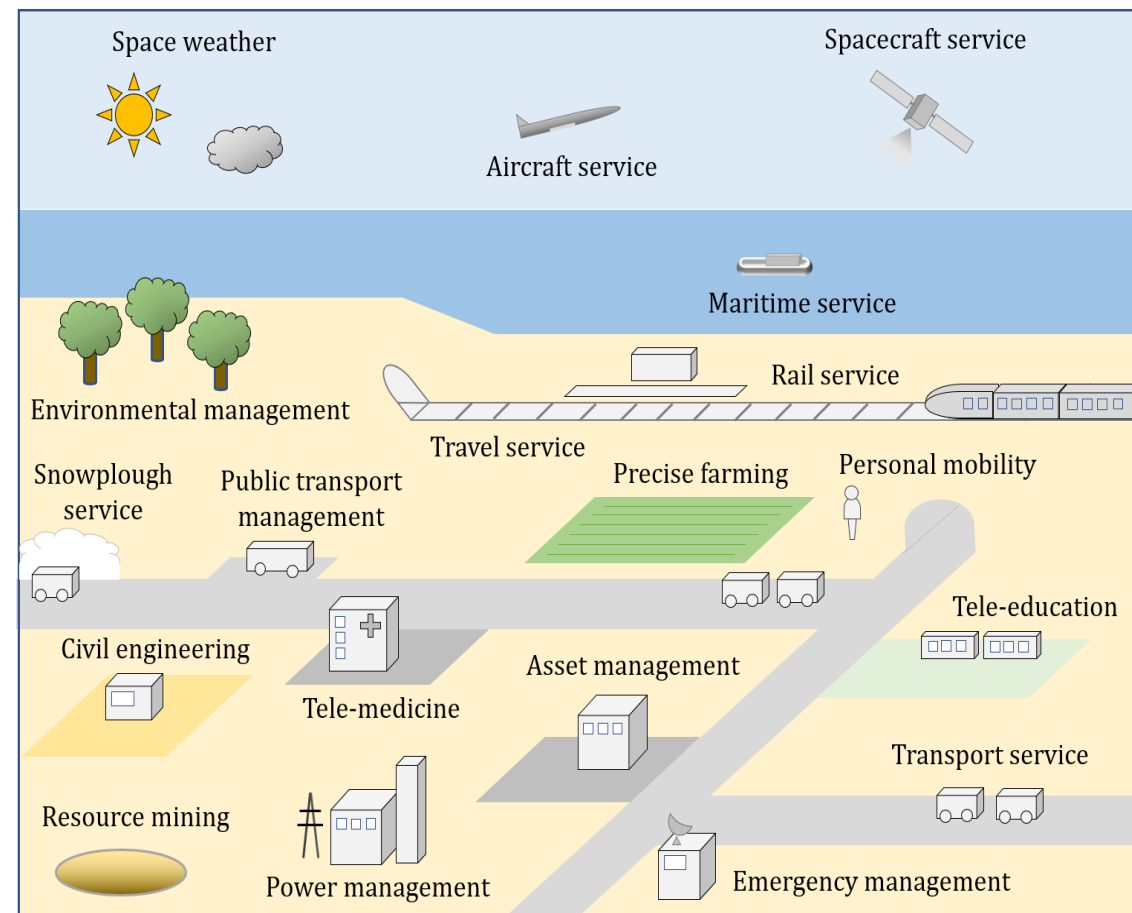 Space weather
Spacecraft service
Aircraft service
Maritime service
Rail service
Environmental management
Travel service
Snowplough
service
Public transport
management
Precise farming
Personal mobility
Tele-education
Civil engineering
Asset management
Tele-medicine
Transport service
Resource mining
Power management
Emergency management